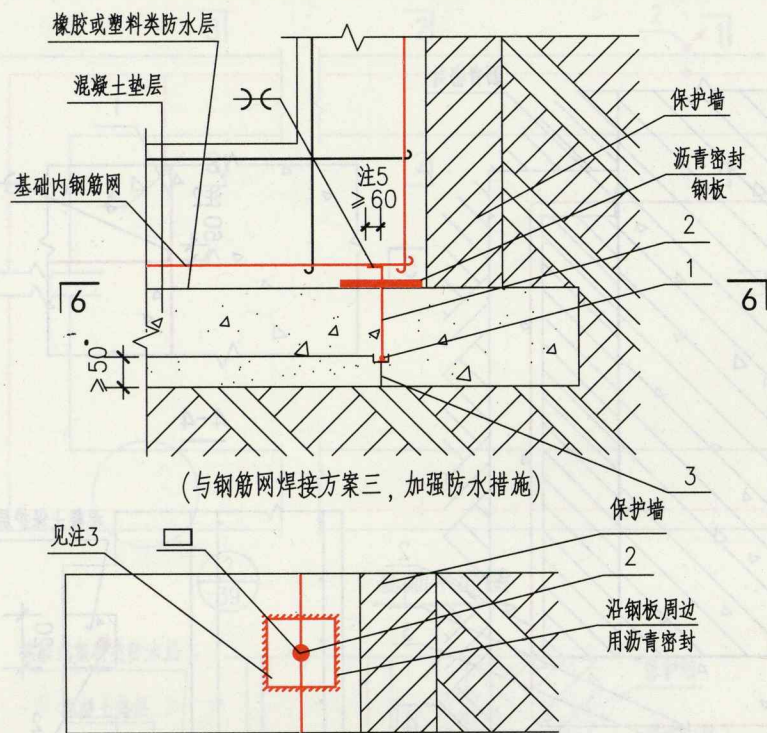 橡胶或塑料类防水层
混凝土垫层
基础内钢筋网
注5
≥60
保护墙
沥青密封
钢板
2
1
6
6
≥50
3
(与钢筋网焊接方案三，加强防水措施)
保护墙
见注3
2
沿钢板周边
用沥青密封